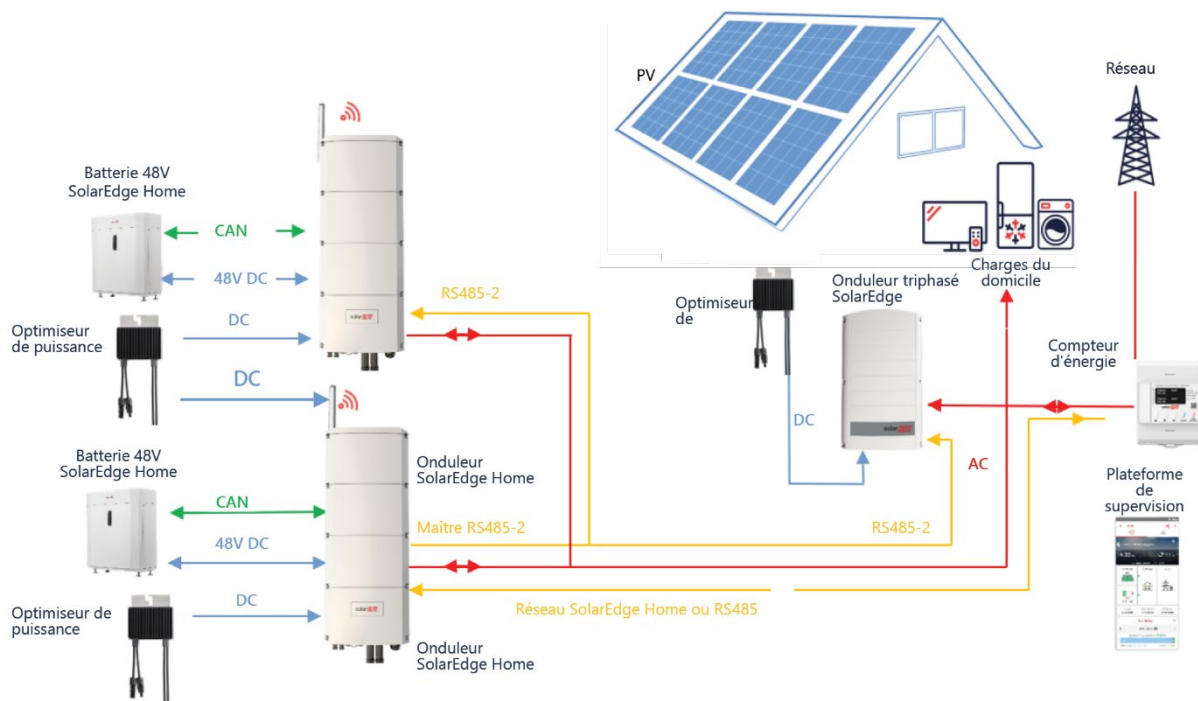 PV
Réseau
Batterie 48V
SolarEdge Home
CAN
48V DC
RS485-2
Optimiseur
de puissance
DC
DC
solaredge
Optimiseur
de
Onduleur triphasé
SolarEdge
Charges du
domicile
Compteur
d'énergie
DC
solaredge
AC
Batterie 48V
SolarEdge Home
Onduleur
SolarEdge Home
CAN
Maître RS485-2
RS485-2
48V DC
Plateforme
de
supervision
Optimiseur de
puissance
DC
solaredge
Réseau SolarEdge Home ou RS485
Onduleur
SolarEdge Home